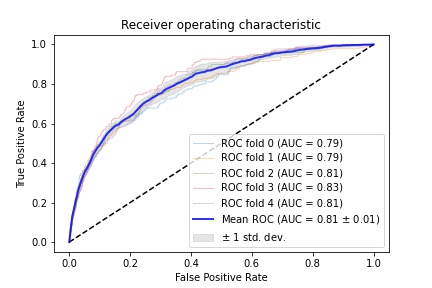 Receiver operating characteristic
True Positive Rate
1.0
0.8
0.6
0.4
0.2
0.0
ROC fold 0 (AUC = 0.79)
ROC fold 1 (AUC = 0.79)
ROC fold 2 (AUC = 0.81)
ROC fold 3 (AUC = 0.83)
ROC fold 4 (AUC = 0.81)
Mean ROC (AUC = 0.81 ± 0.01)
± 1 std. dev.
0.0 0.2 0.4 0.6 0.8 1.0
False Positive Rate